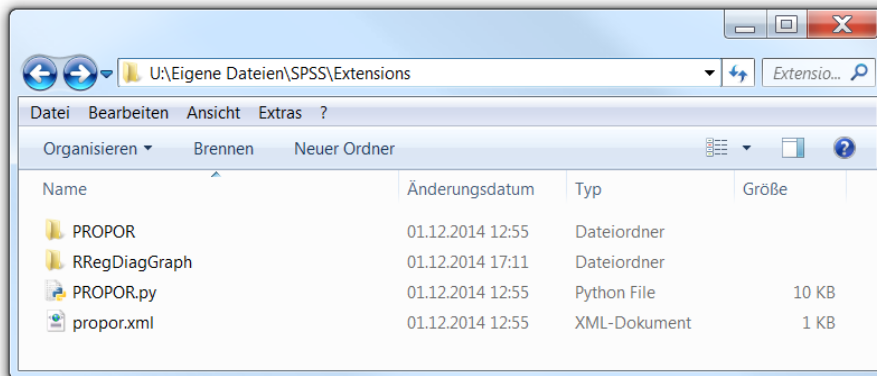 U:\Eigene Dateien\SPSS\Extensions Extensio...
Datei Bearbeiten Ansicht Extras ?
Organisieren Brennen Neuer Ordner
Name Änderungsdatum Typ Größe
PROPOR 01.12.2014 12:55 Dateiordner
RRegDiagGraph 01.12.2014 17:11 Dateiordner
PROPOR.py 01.12.2014 12:55 Python File 10 KB
propor.xml 01.12.2014 12:55 XML-Dokument 1 KB